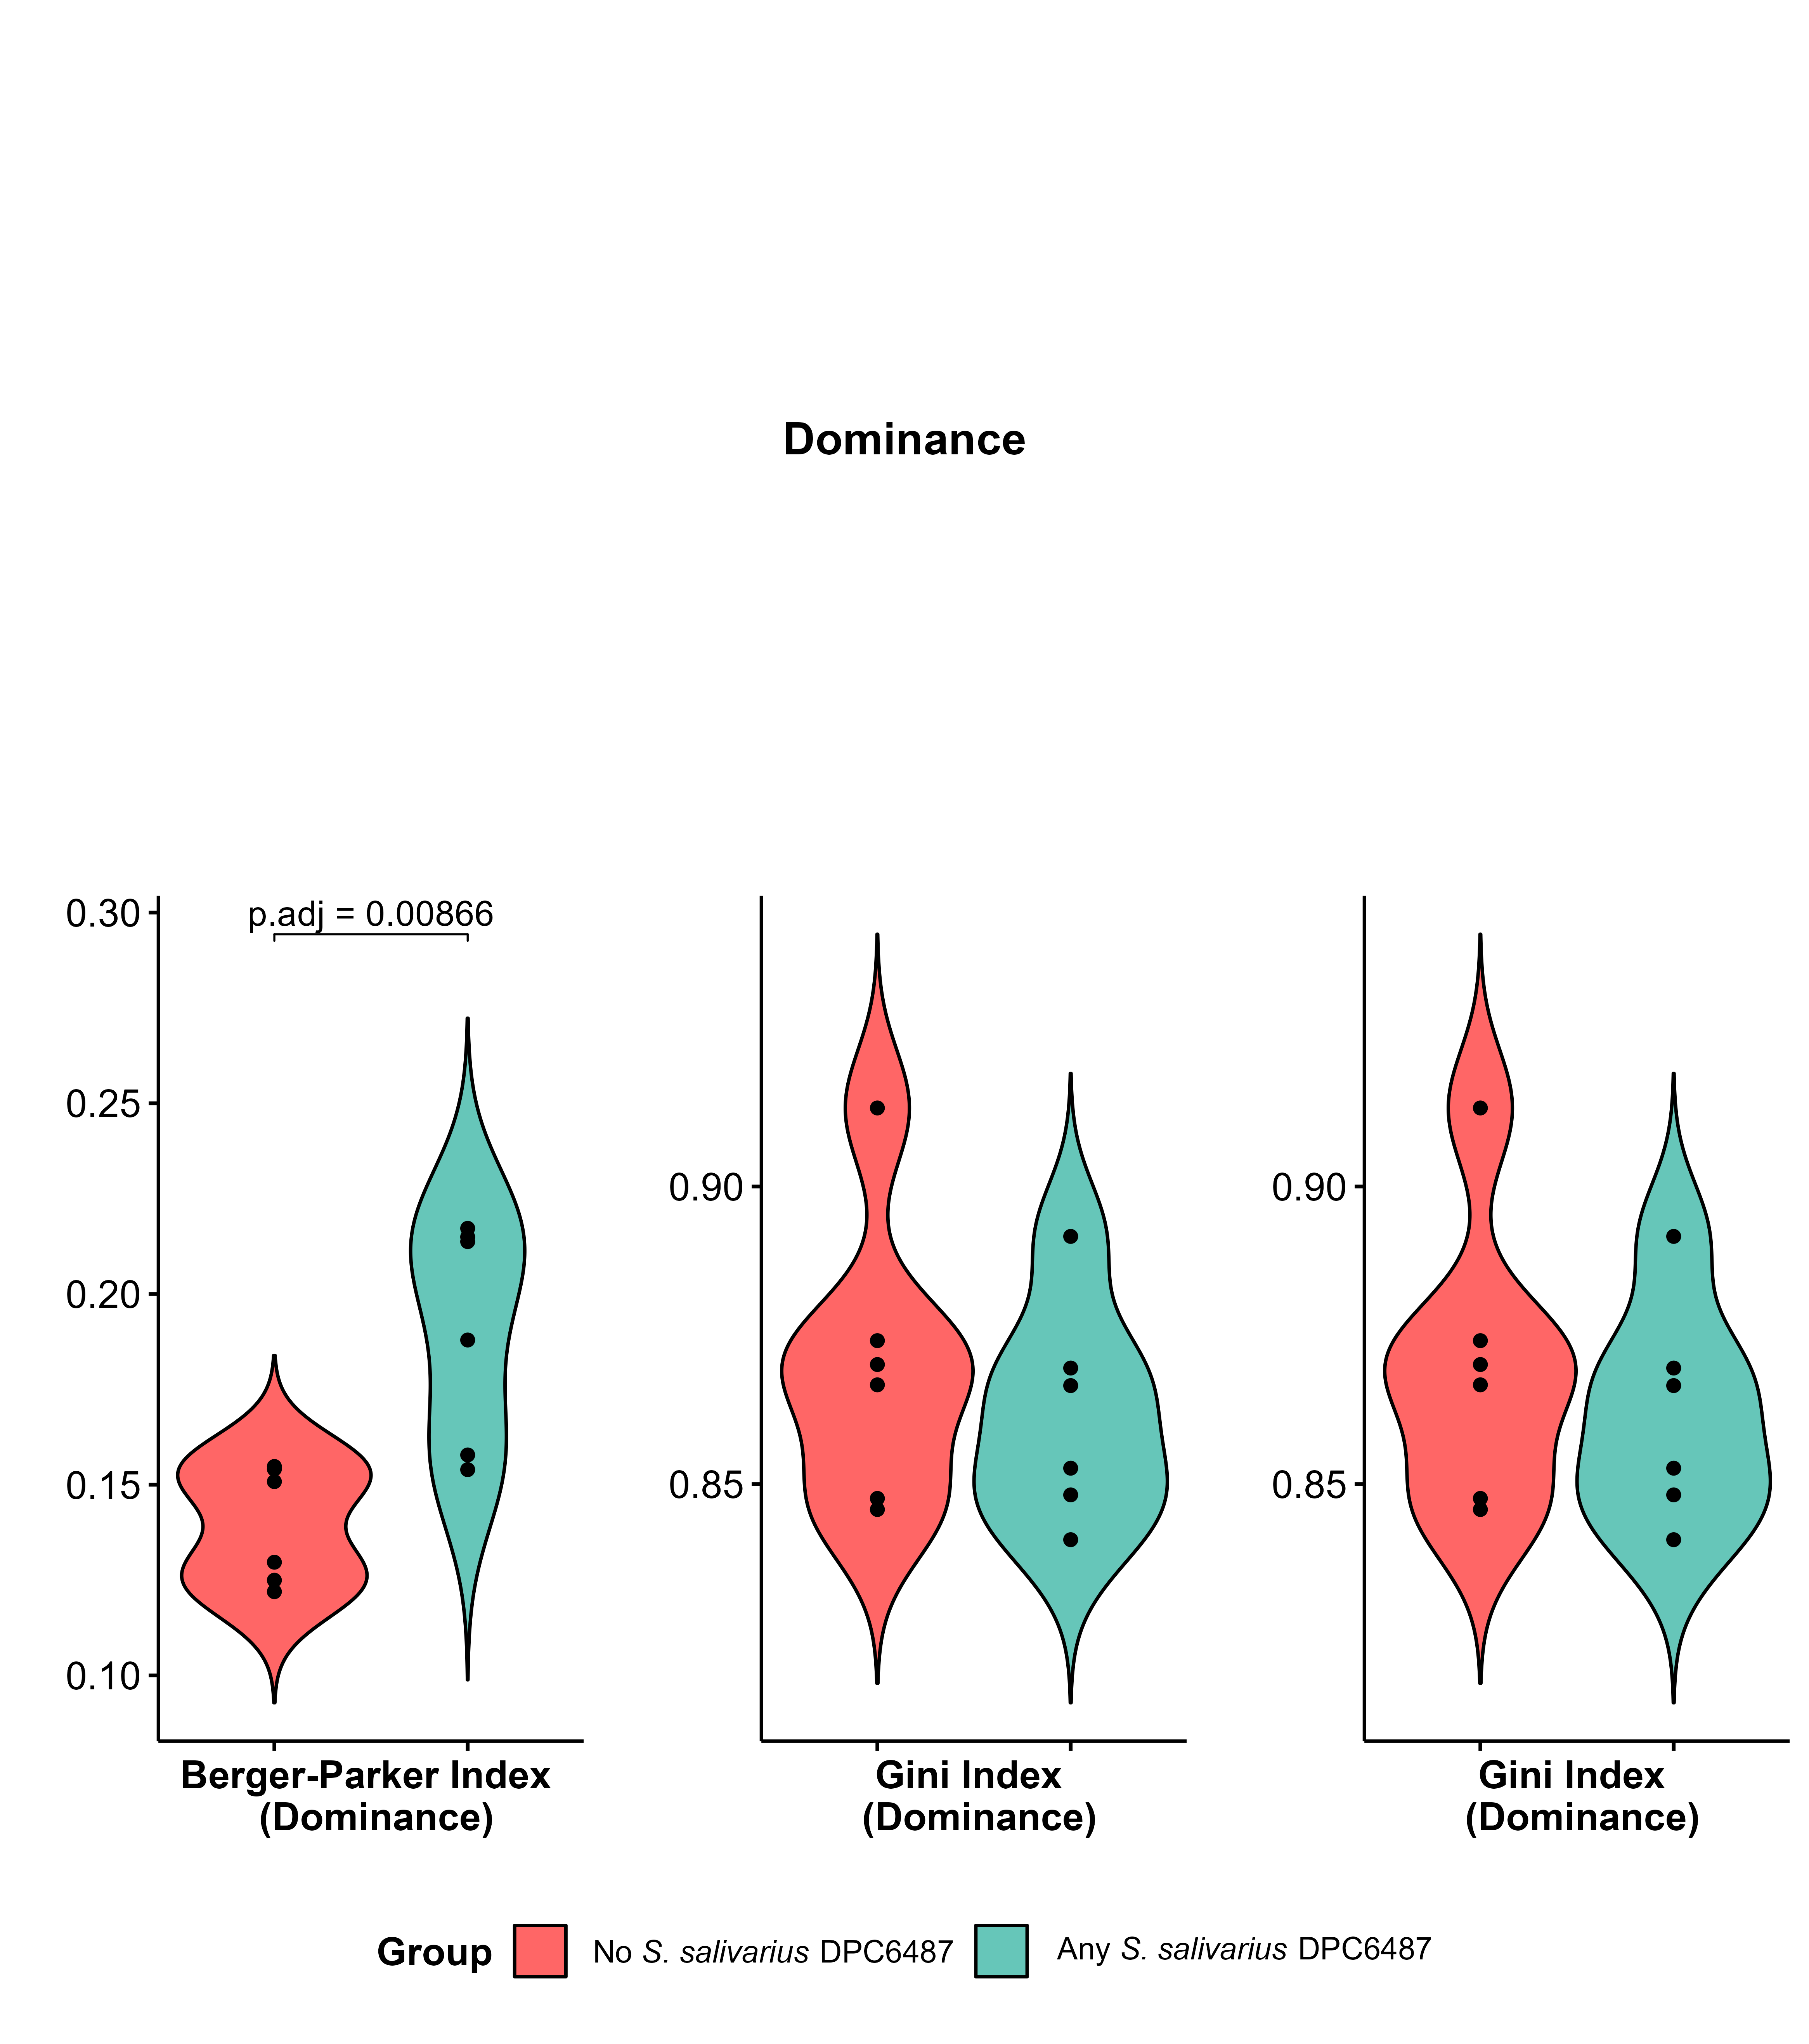 Dominance
0.30
0.25
0.20
0.15
0.10
p.adj = 0.00866
Berger-Parker Index
(Dominance)
0.90
0.85
Gini Index
(Dominance)
0.90
0.85
Gini Index
(Dominance)
Group
No S. salivarius DPC6487
Any S. salivarius DPC6487